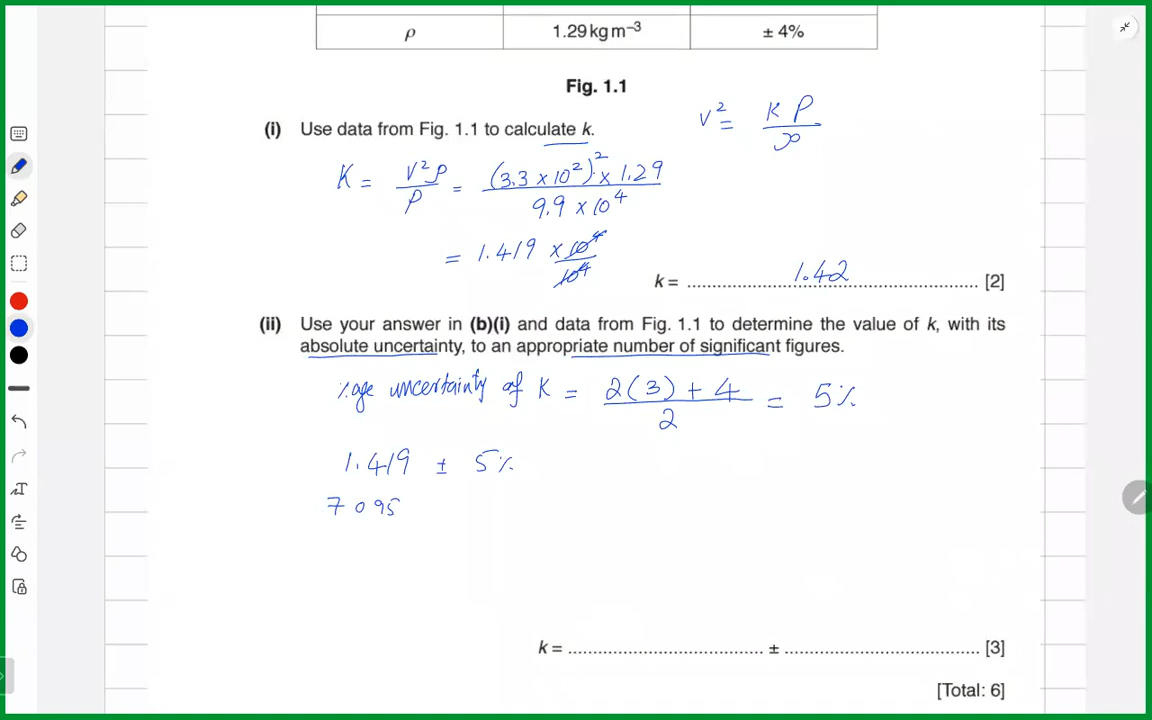 ρ 1.29 kg m⁻³ ± 4%
Fig. 1.1
(i) Use data from Fig. 1.1 to calculate k.
v² = K P / ρ
K = V²ρ / P = (3.3 × 10²)² × 1.29 / 9.9 × 10⁴
= 1.419 × 10⁴ / 10⁴
k = 1.42 [2]
(ii) Use your answer in (b)(i) and data from Fig. 1.1 to determine the value of k, with its
absolute uncertainty, to an appropriate number of significant figures.
%age uncertainty of K = 2(3) + 4 / 2 = 5%
1.419 ± 5%
7095
k = ........................................ ± ........................................ [3]
[Total: 6]